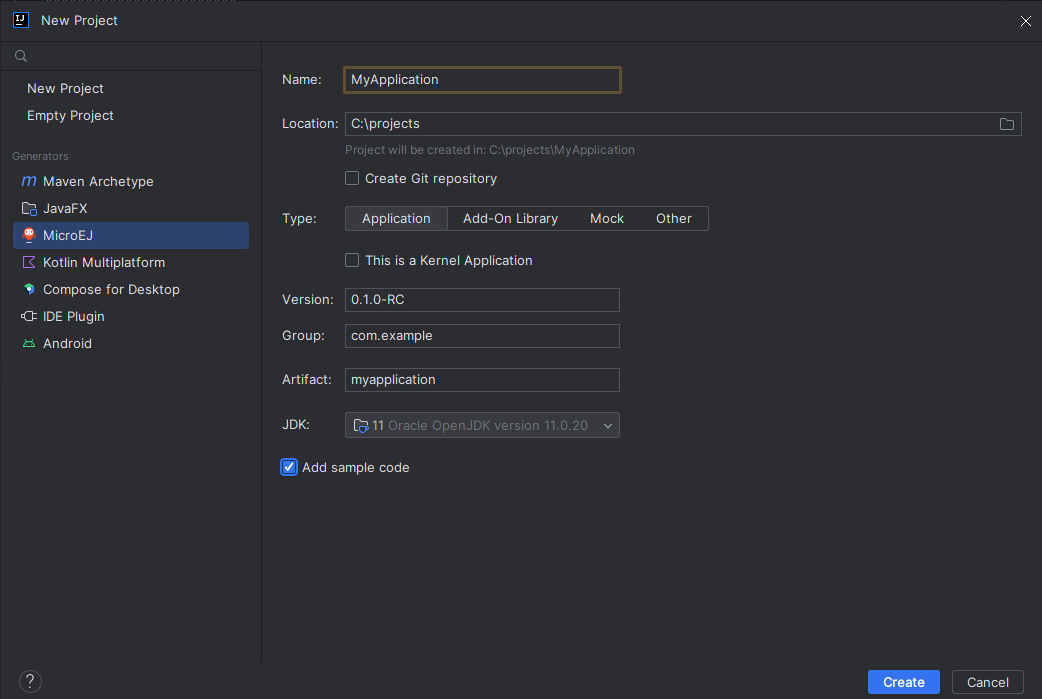 New Project
New Project
Empty Project
Generators
Maven Archetype
JavaFX
MicroEJ
Kotlin Multiplatform
Compose for Desktop
IDE Plugin
Android
Name: MyApplication
Location: C:\projects
Project will be created in: C:\projects\MyApplication
Create Git repository
Type: Application Add-On Library Mock Other
This is a Kernel Application
Version: 0.1.0-RC
Group: com.example
Artifact: myapplication
JDK: 11 Oracle OpenJDK version 11.0.20
Add sample code
? Create Cancel